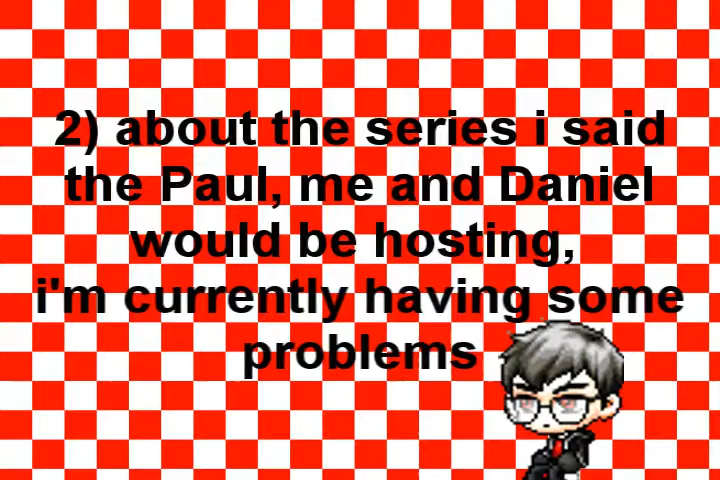 2) about the series i said
the Paul, me and Daniel
would be hosting,
i'm currently having some
problems